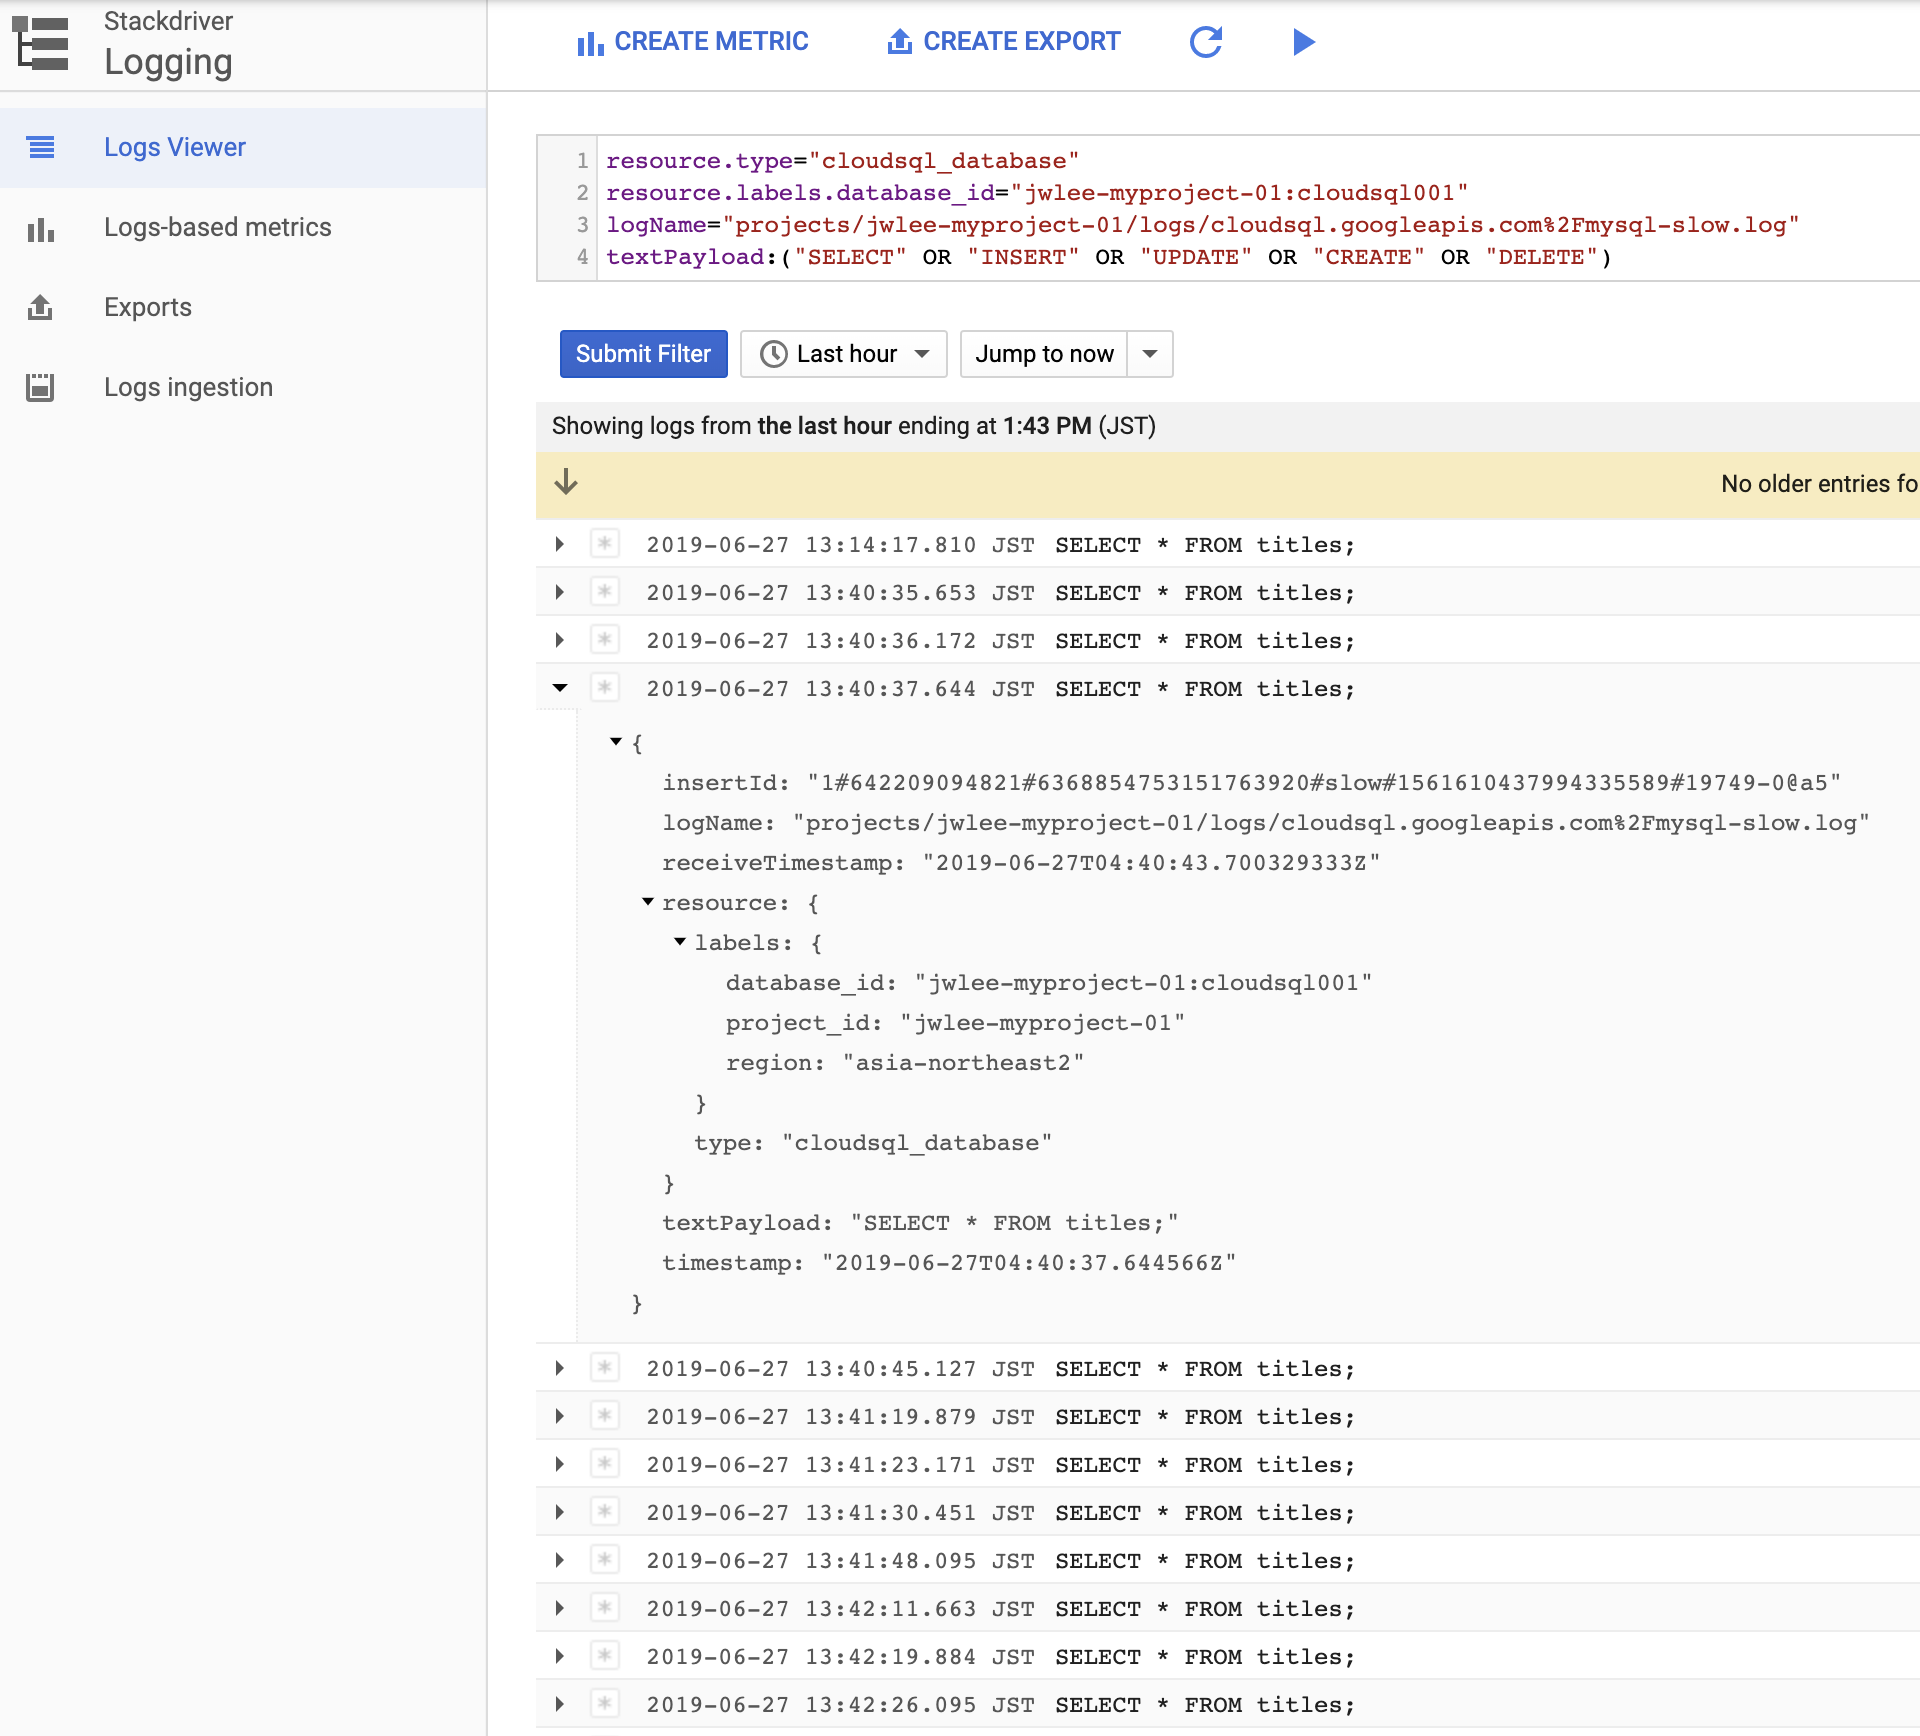 Stackdriver
Logging
CREATE METRIC
CREATE EXPORT
Logs Viewer
Logs-based metrics
Exports
Logs ingestion
1 resource.type="cloudsql_database"
2 resource.labels.database_id="jwlee-myproject-01:cloudsql001"
3 logName="projects/jwlee-myproject-01/logs/cloudsql.googleapis.com%2Fmysql-slow.log"
4 textPayload:("SELECT" OR "INSERT" OR "UPDATE" OR "CREATE" OR "DELETE")
Submit Filter Last hour Jump to now
Showing logs from the last hour ending at 1:43 PM (JST)
No older entries fo
2019-06-27 13:14:17.810 JST SELECT * FROM titles;
2019-06-27 13:40:35.653 JST SELECT * FROM titles;
2019-06-27 13:40:36.172 JST SELECT * FROM titles;
2019-06-27 13:40:37.644 JST SELECT * FROM titles;
{
insertId: "1#642209094821#6368854753151763920#slow#1561610437994335589#19749-0@a5"
logName: "projects/jwlee-myproject-01/logs/cloudsql.googleapis.com%2Fmysql-slow.log"
receiveTimestamp: "2019-06-27T04:40:43.700329333Z"
resource: {
labels: {
database_id: "jwlee-myproject-01:cloudsql001"
project_id: "jwlee-myproject-01"
region: "asia-northeast2"
}
type: "cloudsql_database"
}
textPayload: "SELECT * FROM titles;"
timestamp: "2019-06-27T04:40:37.644566Z"
}
2019-06-27 13:40:45.127 JST SELECT * FROM titles;
2019-06-27 13:41:19.879 JST SELECT * FROM titles;
2019-06-27 13:41:23.171 JST SELECT * FROM titles;
2019-06-27 13:41:30.451 JST SELECT * FROM titles;
2019-06-27 13:41:48.095 JST SELECT * FROM titles;
2019-06-27 13:42:11.663 JST SELECT * FROM titles;
2019-06-27 13:42:19.884 JST SELECT * FROM titles;
2019-06-27 13:42:26.095 JST SELECT * FROM titles;